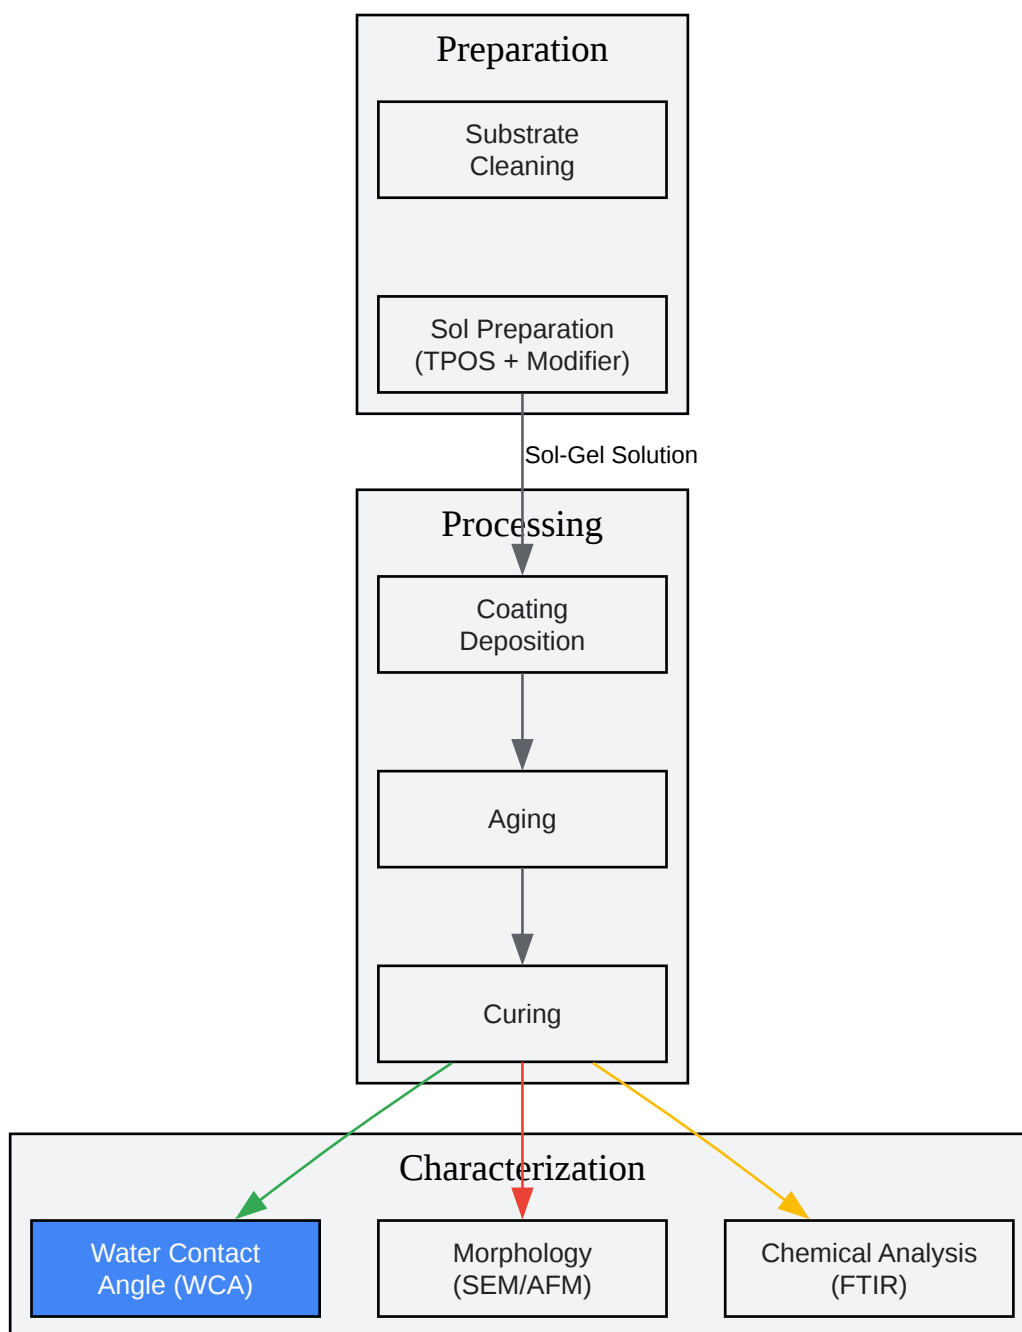 Preparation
Substrate
Cleaning
Sol Preparation
(TPOS + Modifier)
Sol-Gel Solution
Processing
Coating
Deposition
Aging
Curing
Characterization
Water Contact
Angle (WCA)
Morphology
(SEM/AFM)
Chemical Analysis
(FTIR)